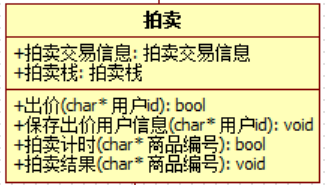 拍卖
+拍卖交易信息: 拍卖交易信息
+拍卖栈: 拍卖栈
+出价(char* 用户id): bool
+保存出价用户信息(char* 用户id): void
+拍卖计时(char* 商品编号): bool
+拍卖结果(char* 商品编号): void